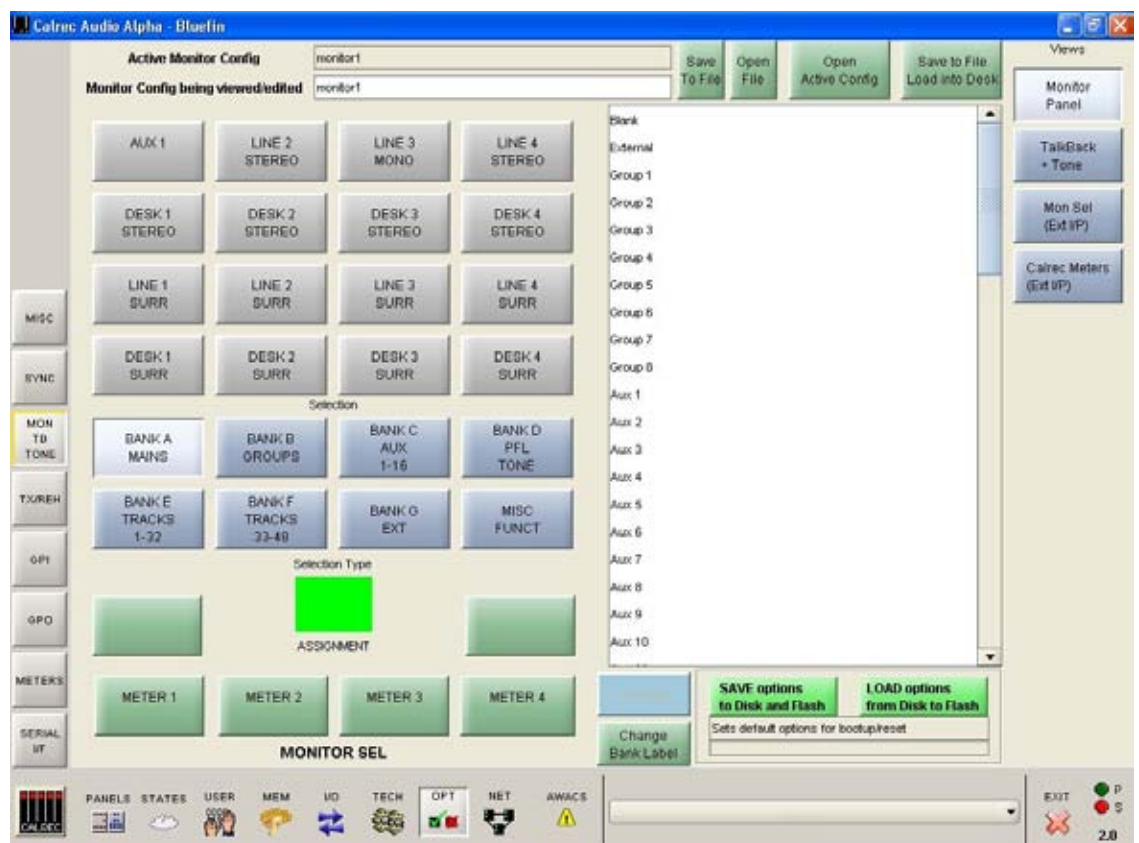 Calrec Audio Alpha - Bluefin
Active Monitor Config
monitor1
Monitor Config being viewed/edited
monitor1
Save
To File
Open
File
Open
Active Config
Save to File
Load into Desk
Views
Monitor
Panel
TalkBack
+ Tone
Mon Sel
(Ext I/P)
Calrec Meters
(Ext I/P)
AUX 1
LINE 2
STEREO
LINE 3
MONO
LINE 4
STEREO
DESK 1
STEREO
DESK 2
STEREO
DESK 3
STEREO
DESK 4
STEREO
LINE 1
SURR
LINE 2
SURR
LINE 3
SURR
LINE 4
SURR
DESK 1
SURR
DESK 2
SURR
DESK 3
SURR
DESK 4
SURR
Selection
BANK A
MAINS
BANK B
GROUPS
BANK C
AUX
1-16
BANK D
PFL
TONE
BANK E
TRACKS
1-32
BANK F
TRACKS
33-48
BANK G
EXT
MISC
FUNCT
Selection Type
ASSIGNMENT
METER 1
METER 2
METER 3
METER 4
MONITOR SEL
Blank
External
Group 1
Group 2
Group 3
Group 4
Group 5
Group 6
Group 7
Group 8
Aux 1
Aux 2
Aux 3
Aux 4
Aux 5
Aux 6
Aux 7
Aux 8
Aux 9
Aux 10
Change
Bank Label
SAVE options
to Disk and Flash
LOAD options
from Disk to Flash
Sets default options for bootup/reset
MISC
SYNC
MON
TB
TONE
TX/REH
GPI
GPO
METERS
SERIAL
I/F
CALREC
PANELS
STATES
USER
MEM
I/O
TECH
OPT
NET
AWACS
EXIT
P
S
2.0